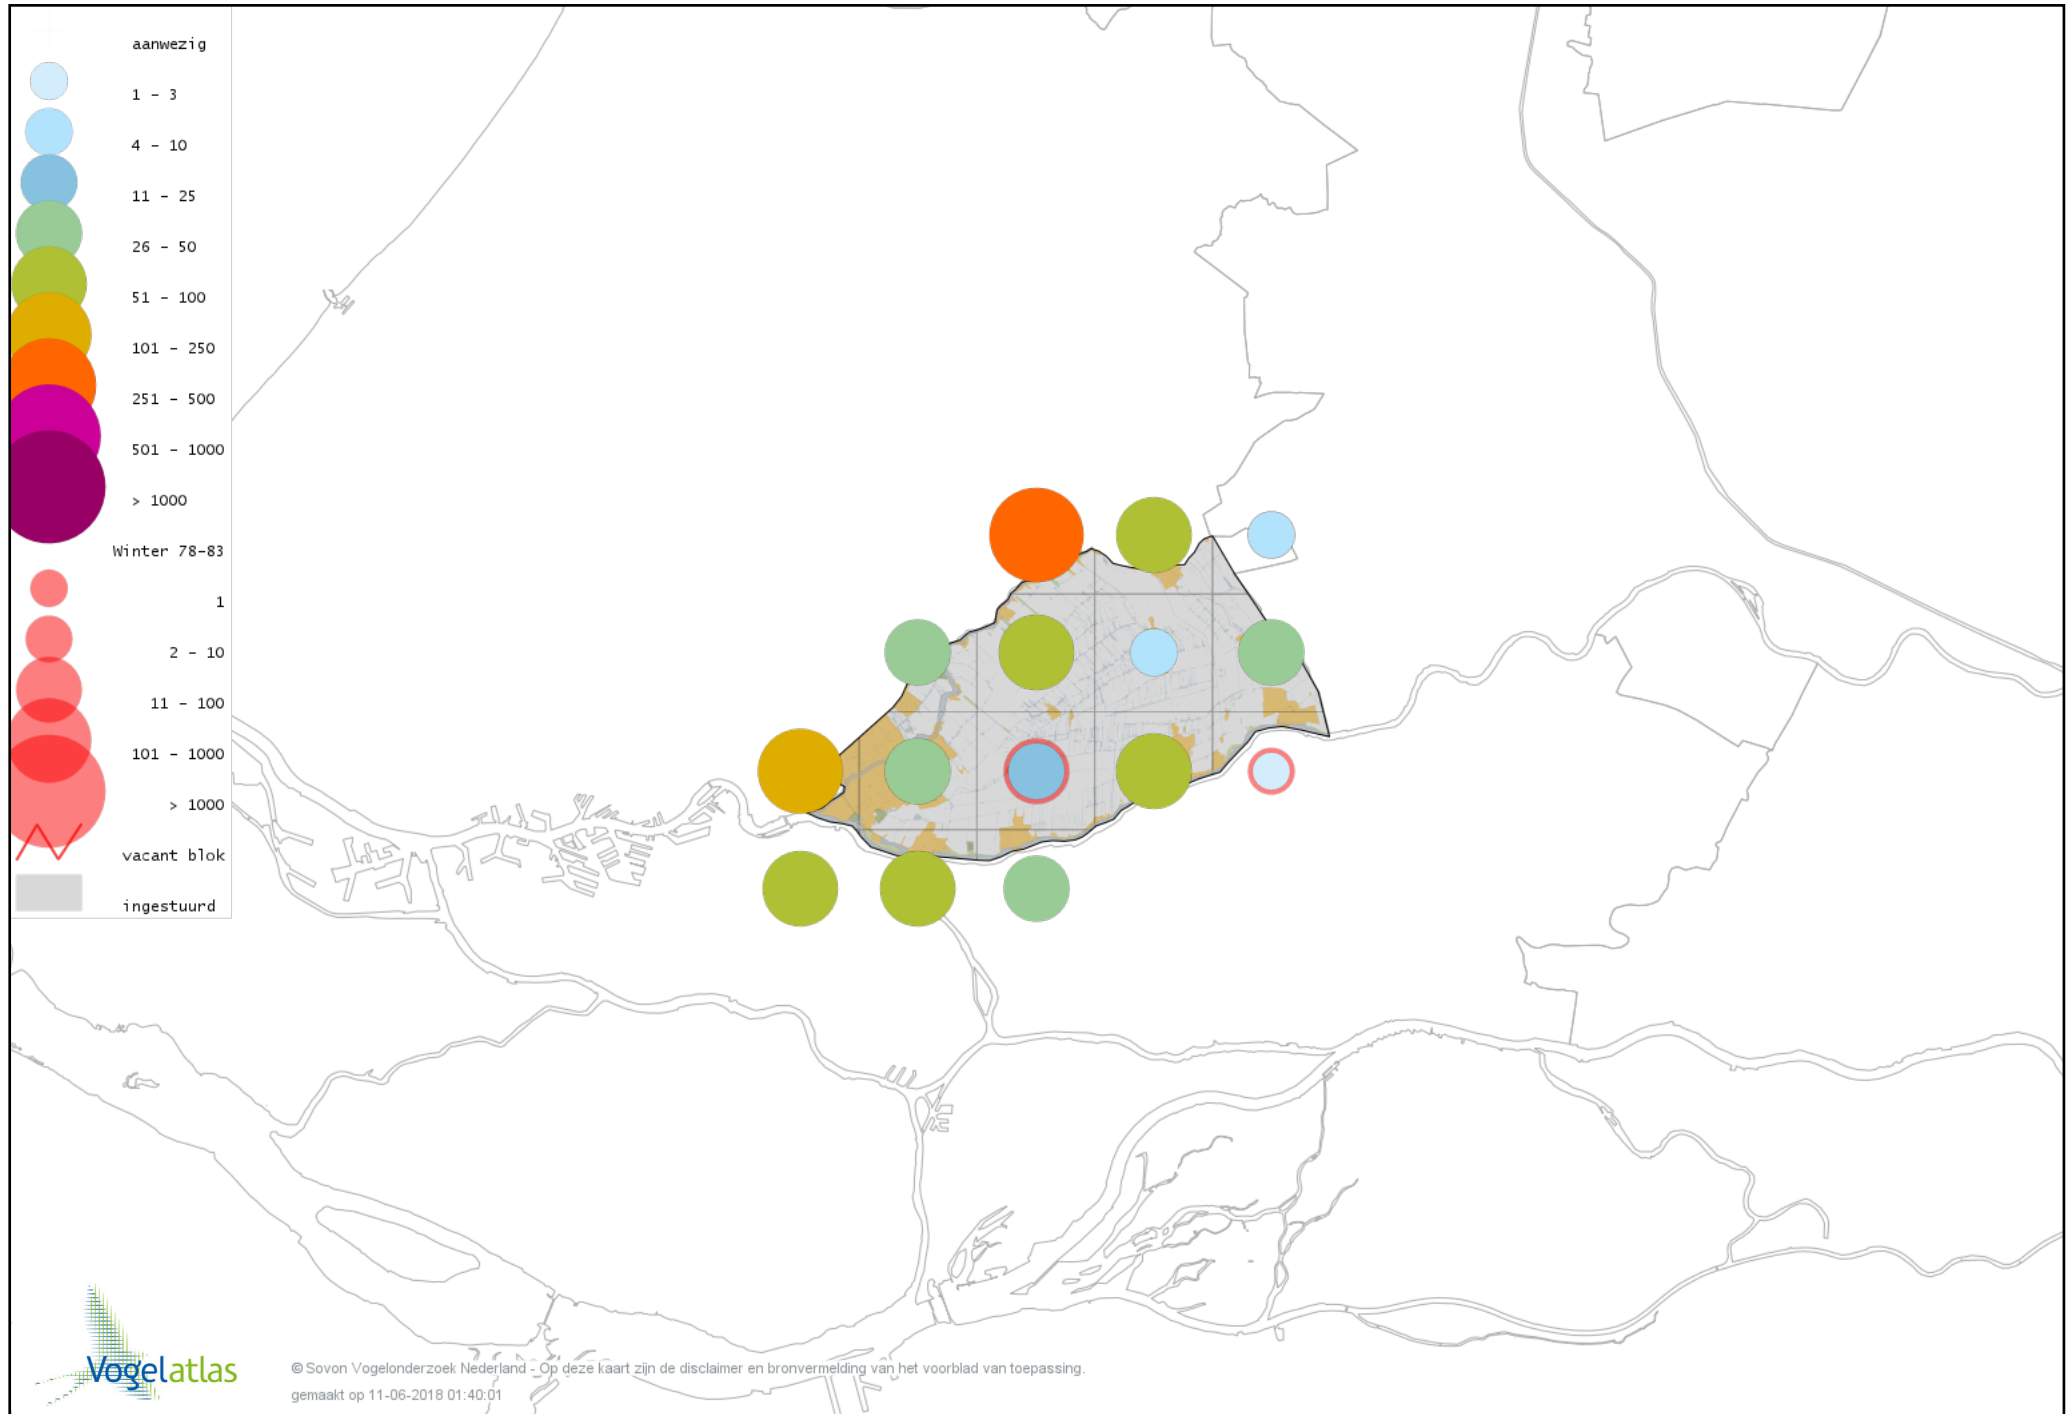 aanwezig
1 - 3
4 - 10
11 - 25
26 - 50
51 - 100
101 - 250
251 - 500
501 - 1000
> 1000
Winter 78-83
1
2 - 10
11 - 100
101 - 1000
> 1000
vacant blok
ingestuurd
Vogelatlas
© Sovon Vogelonderzoek Nederland - Op deze kaart zijn de disclaimer en bronvermelding van het voorblad van toepassing.
gemaakt op 11-06-2018 01:40:01